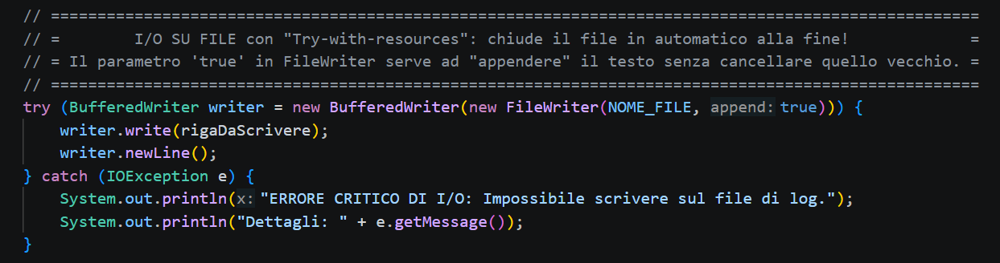 // ====================================================================================================
// =        I/O SU FILE con "Try-with-resources": chiude il file in automatico alla fine!             =
// = Il parametro 'true' in FileWriter serve ad "appendere" il testo senza cancellare quello vecchio. =
// ====================================================================================================
try (BufferedWriter writer = new BufferedWriter(new FileWriter(NOME_FILE, append: true))) {
    writer.write(rigaDaScrivere);
    writer.newLine();
} catch (IOException e) {
    System.out.println(x: "ERRORE CRITICO DI I/O: Impossibile scrivere sul file di log.");
    System.out.println("Dettagli: " + e.getMessage());
}